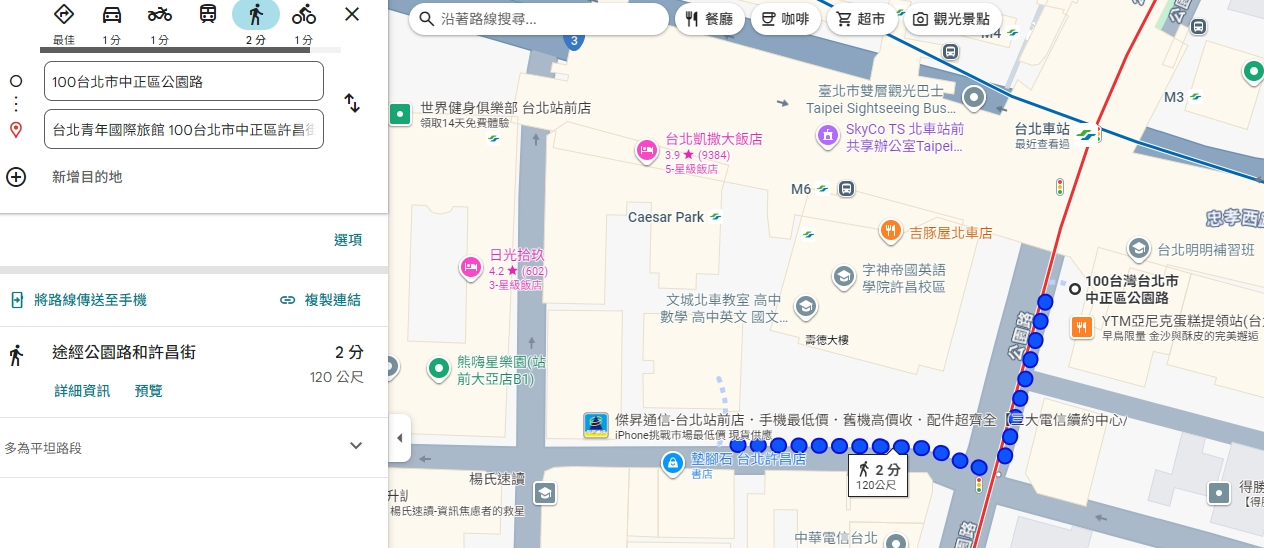 最佳
1 分
1 分
2 分
1 分
100台北市中正區公園路
台北青年國際旅館 100台北市中正區許昌街
新增目的地
選項
將路線傳送至手機
複製連結
途經公園路和許昌街
2 分
120 公尺
詳細資訊
預覽
多為平坦路段
沿著路線搜尋...
餐廳
咖啡
超市
觀光景點
3
M4
世界健身俱樂部 台北站前店
領取14天免費體驗
台北凱撒大飯店
3.9 ★ (9384)
5-星級飯店
臺北市雙層觀光巴士...
Taipei Sightseeing Bus...
SkyCo TS 北車站前
共享辦公室Taipei...
M3
台北車站
最近查看過
M6
Caesar Park
吉豚屋北車店
忠孝西
台北明明補習班
日光拾玖
4.2 ★ (602)
3-星級飯店
字神帝國英語
學院許昌校區
文城北車教室 高中
數學 高中英文 國文...
壽德大樓
100台灣台北市
中正區公園路
YTM亞尼克蛋糕提領站(台
早鳥限量 金沙與酥皮的完美邂逅
公園路
熊嗨星樂園(站
前大亞店B1)
傑昇通信-台北站前店・手機最低價・舊機高價收・配件超齊全【三大電信續約中心/
iPhone挑戰市場最低價 現貨供應
墊腳石 台北許昌店
書店
2 分
120公尺
楊氏速讀
楊氏速讀-資訊焦慮者的救星
得勝
【得
中華電信台北
園路